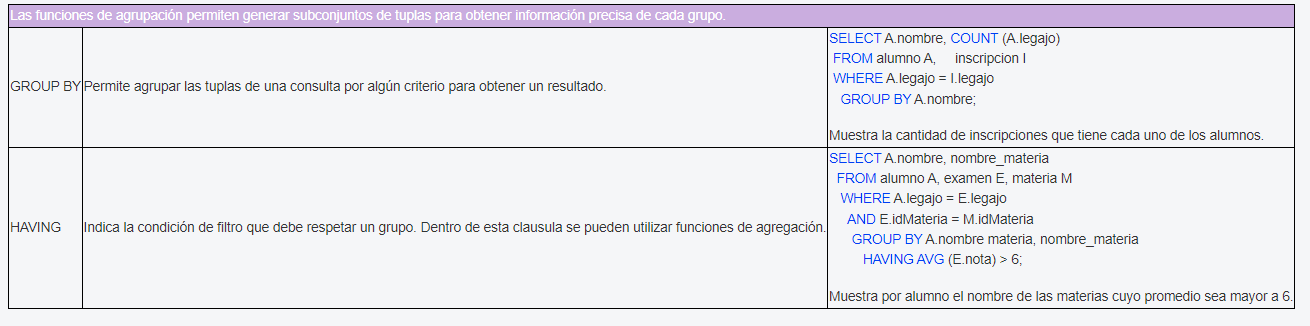 Las funciones de agrupación permiten generar subconjuntos de tuplas para obtener información precisa de cada grupo.
GROUP BY
Permite agrupar las tuplas de una consulta por algún criterio para obtener un resultado.
SELECT A.nombre, COUNT (A.legajo)
FROM alumno A, inscripcion I
WHERE A.legajo = I.legajo
GROUP BY A.nombre;
Muestra la cantidad de inscripciones que tiene cada uno de los alumnos.
HAVING
Indica la condición de filtro que debe respetar un grupo. Dentro de esta clausula se pueden utilizar funciones de agregación.
SELECT A.nombre, nombre_materia
FROM alumno A, examen E, materia M
WHERE A.legajo = E.legajo
AND E.idMateria = M.idMateria
GROUP BY A.nombre materia, nombre_materia
HAVING AVG (E.nota) > 6;
Muestra por alumno el nombre de las materias cuyo promedio sea mayor a 6.